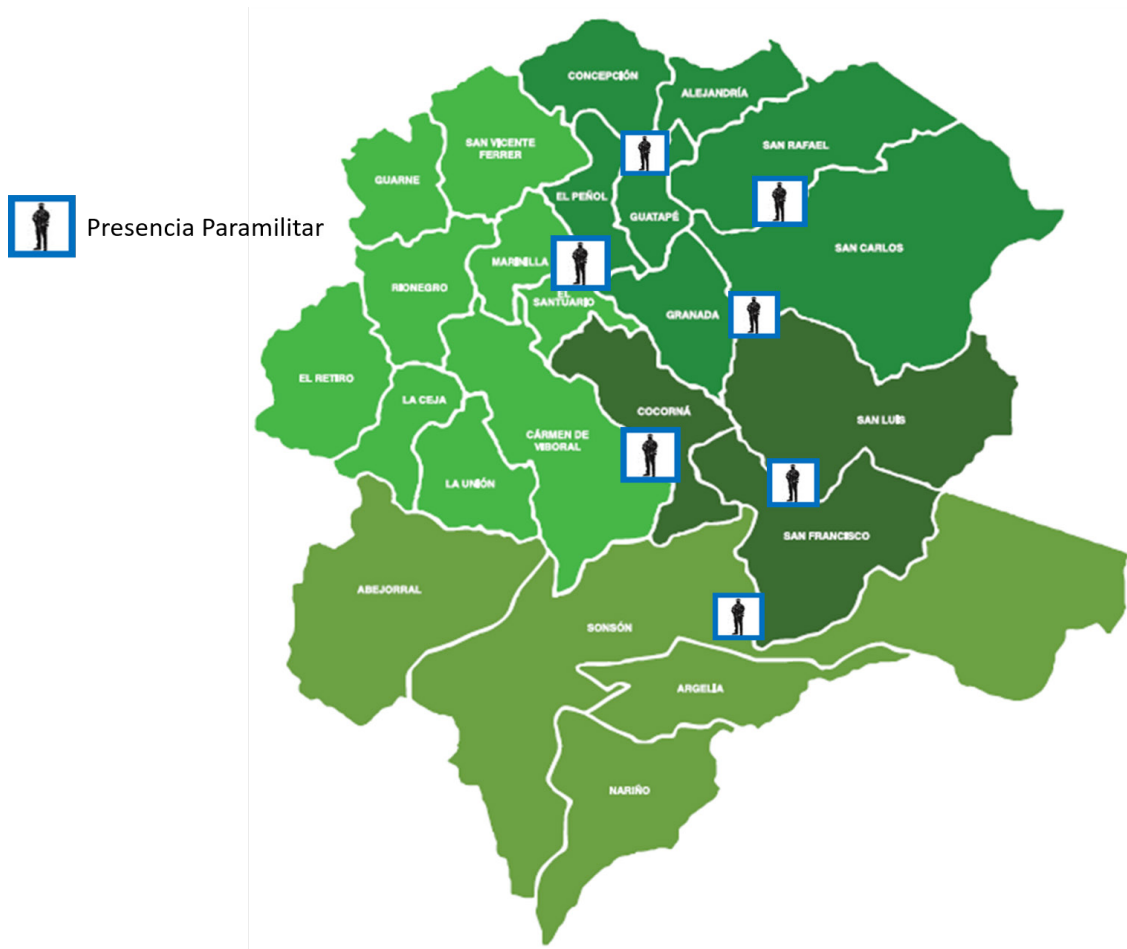 CONCEPCIÓN
ALEJANDRÍA
SAN VICENTE
FERRER
SAN RAFAEL
GUARNE
EL PEÑOL
GUATAPÉ
Presencia Paramilitar
SAN CARLOS
MARINILLA
RIONEGRO
EL
SANTUARIO
GRANADA
EL RETIRO
LA CEJA
COCORNÁ
SAN LUIS
CÁRMEN DE
VIBORAL
LA UNIÓN
SAN FRANCISCO
ABEJORRAL
SONSÓN
ARGELIA
NARIÑO